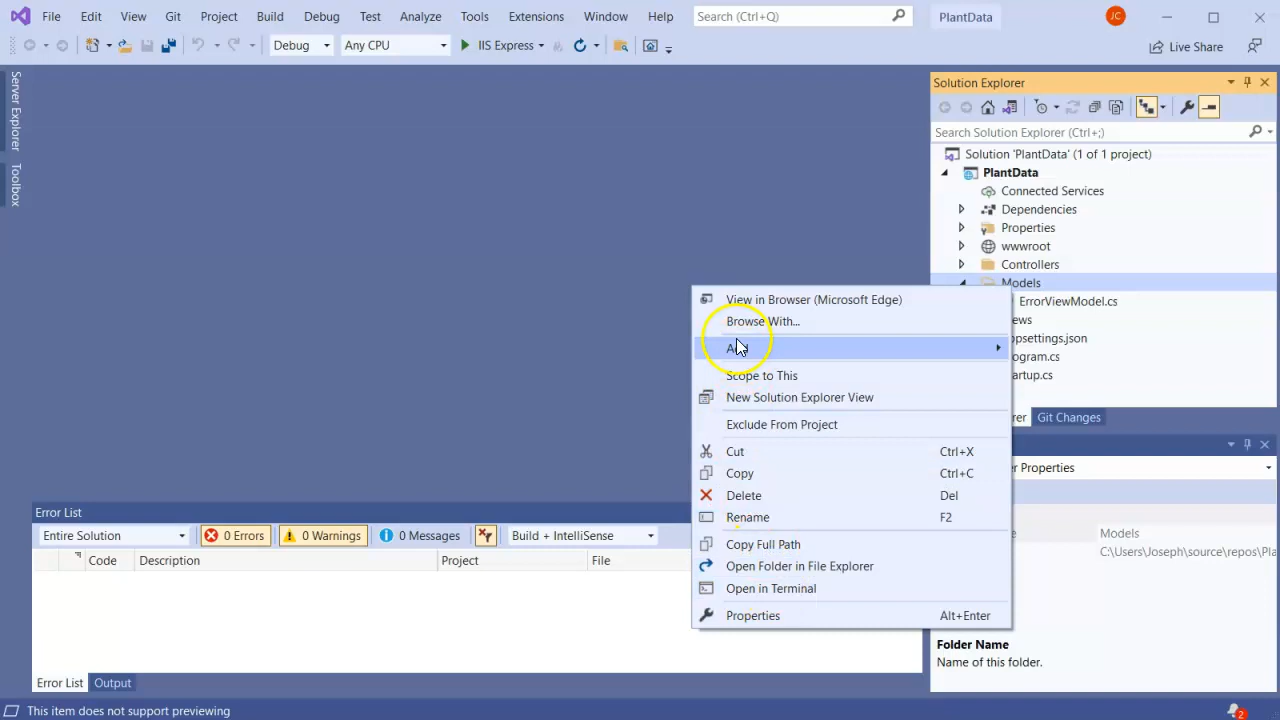 File Edit View Git Project Build Debug Test Analyze Tools Extensions Window Help Search (Ctrl+Q) PlantData JC
Debug Any CPU IIS Express Live Share
Server Explorer
Toolbox
Solution Explorer
Search Solution Explorer (Ctrl+;)
Solution 'PlantData' (1 of 1 project)
PlantData
Connected Services
Dependencies
Properties
wwwroot
Controllers
Models
ErrorViewModel.cs
ews
ppsettings.json
ogram.cs
artup.cs
rer Git Changes
View in Browser (Microsoft Edge)
Browse With...
Add
Scope to This
New Solution Explorer View
Exclude From Project
Cut Ctrl+X
Copy Ctrl+C
Delete Del
Rename F2
Copy Full Path
Open Folder in File Explorer
Open in Terminal
Properties Alt+Enter
r Properties
e Models
C:\Users\Joseph\source\repos\Pla
Folder Name
Name of this folder.
Error List
Entire Solution 0 Errors 0 Warnings 0 Messages Build + IntelliSense
Code Description Project File
Error List Output
This item does not support previewing 2